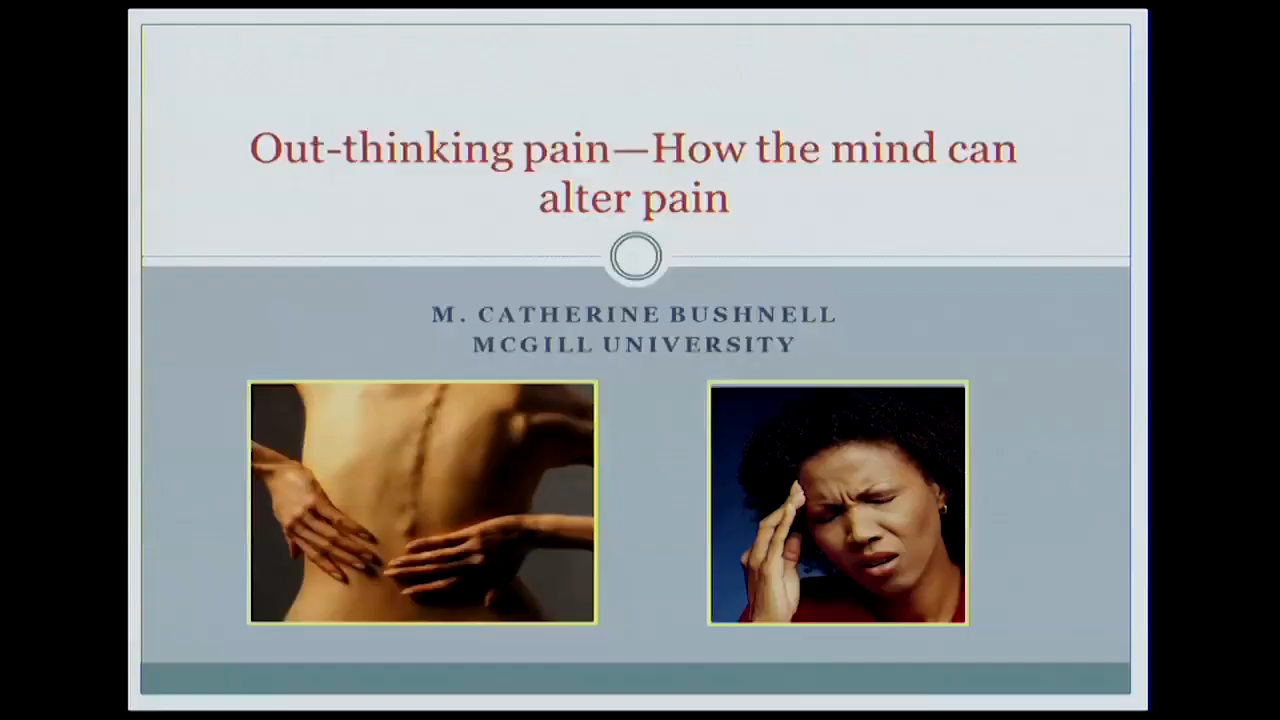 Out-thinking pain—How the mind can
alter pain
M. CATHERINE BUSHNELL
MCGILL UNIVERSITY